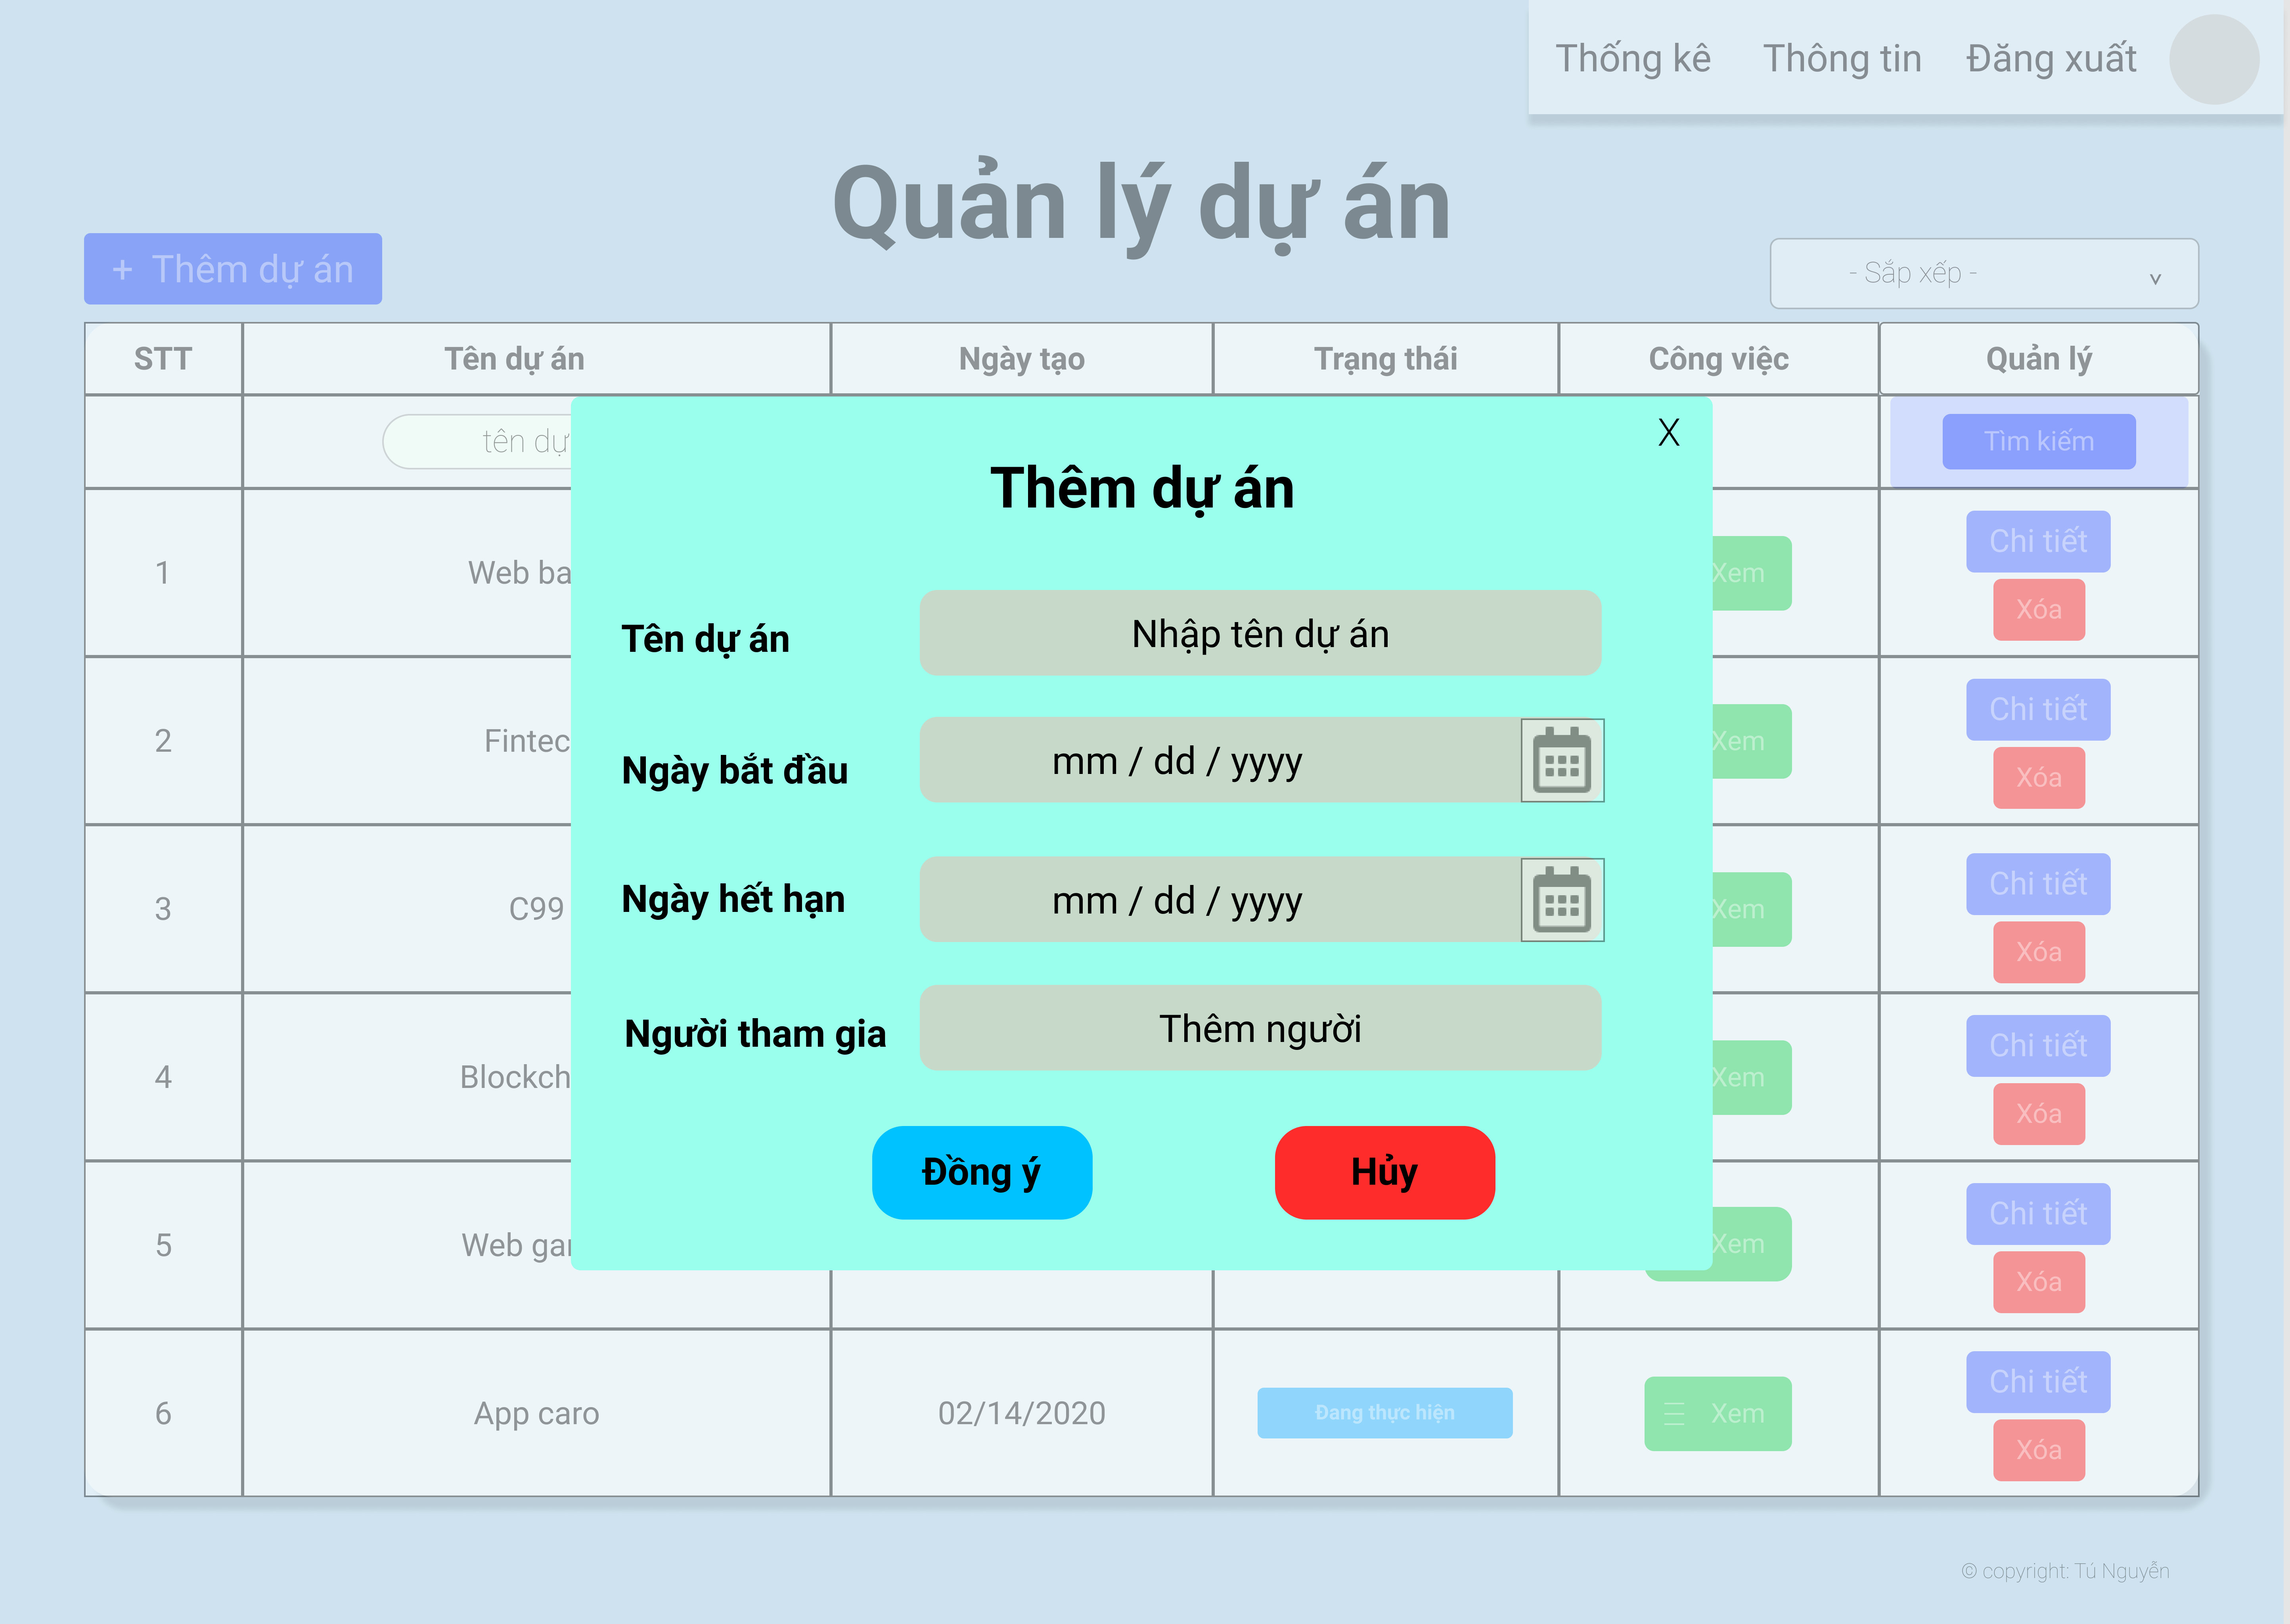 Thống kê Thông tin Đăng xuất
Quản lý dự án
+ Thêm dự án
- Sắp xếp -
STT Tên dự án Ngày tạo Trạng thái Công việc Quản lý
tên dự Tìm kiếm
X
Thêm dự án
Tên dự án Nhập tên dự án
Ngày bắt đầu mm / dd / yyyy
Ngày hết hạn mm / dd / yyyy
Người tham gia Thêm người
Đồng ý Hủy
1 Web Xem Chi tiết
Xóa
2 Xem Chi tiết
Xóa
3 C99 Xem Chi tiết
Xóa
4 Xem Chi tiết
Xóa
5 Web Xem Chi tiết
Xóa
6 App caro 02/14/2020 Đang thực hiện Xem Chi tiết
Xóa
© copyright: Tú Nguyễn